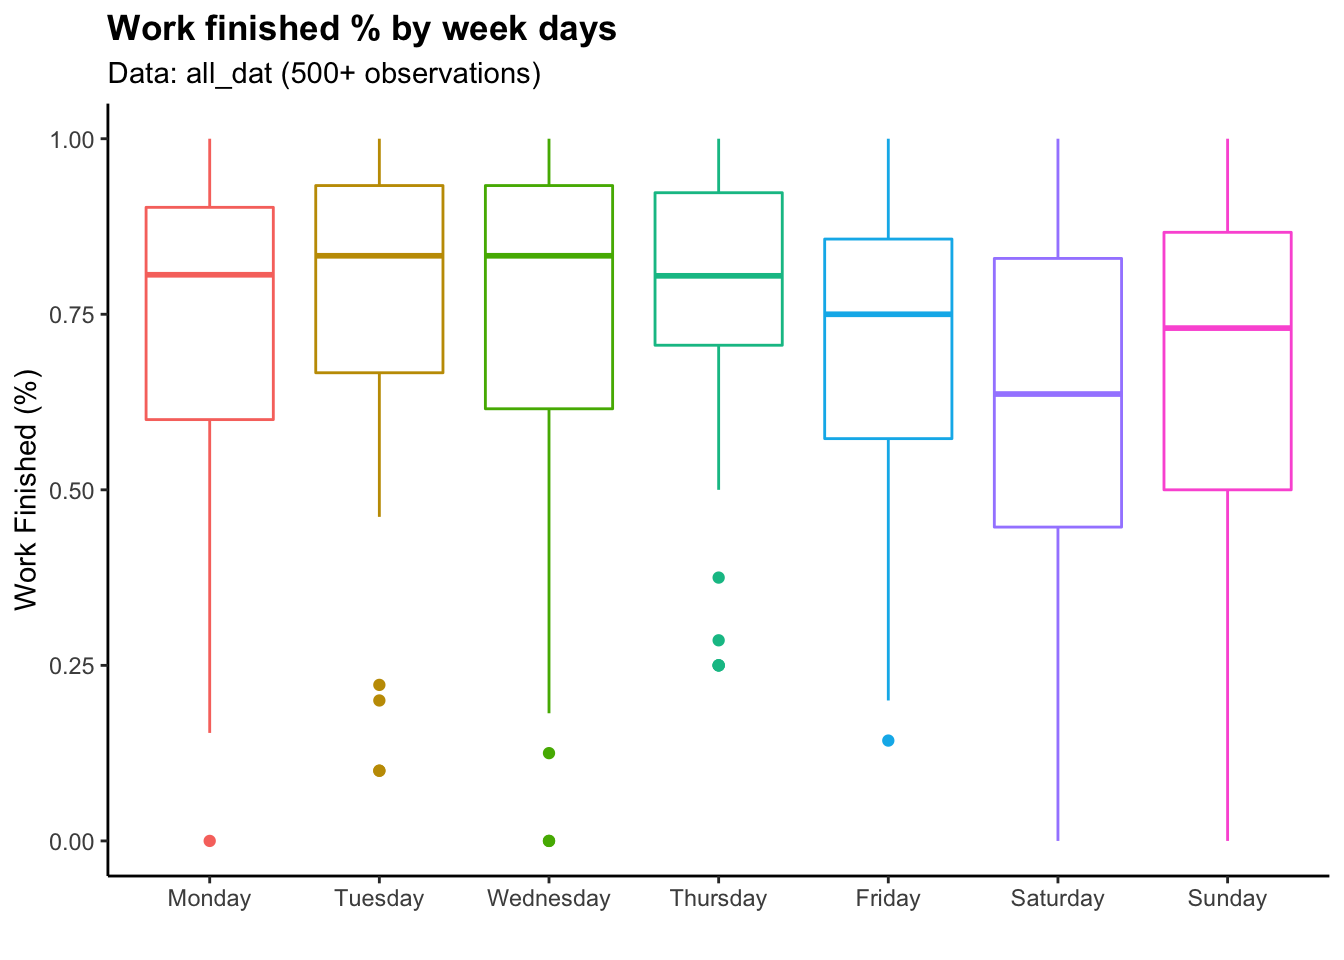 Work finished % by week days
Data: all_dat (500+ observations)
Work Finished (%)
1.00
0.75
0.50
0.25
0.00
Monday Tuesday Wednesday Thursday Friday Saturday Sunday